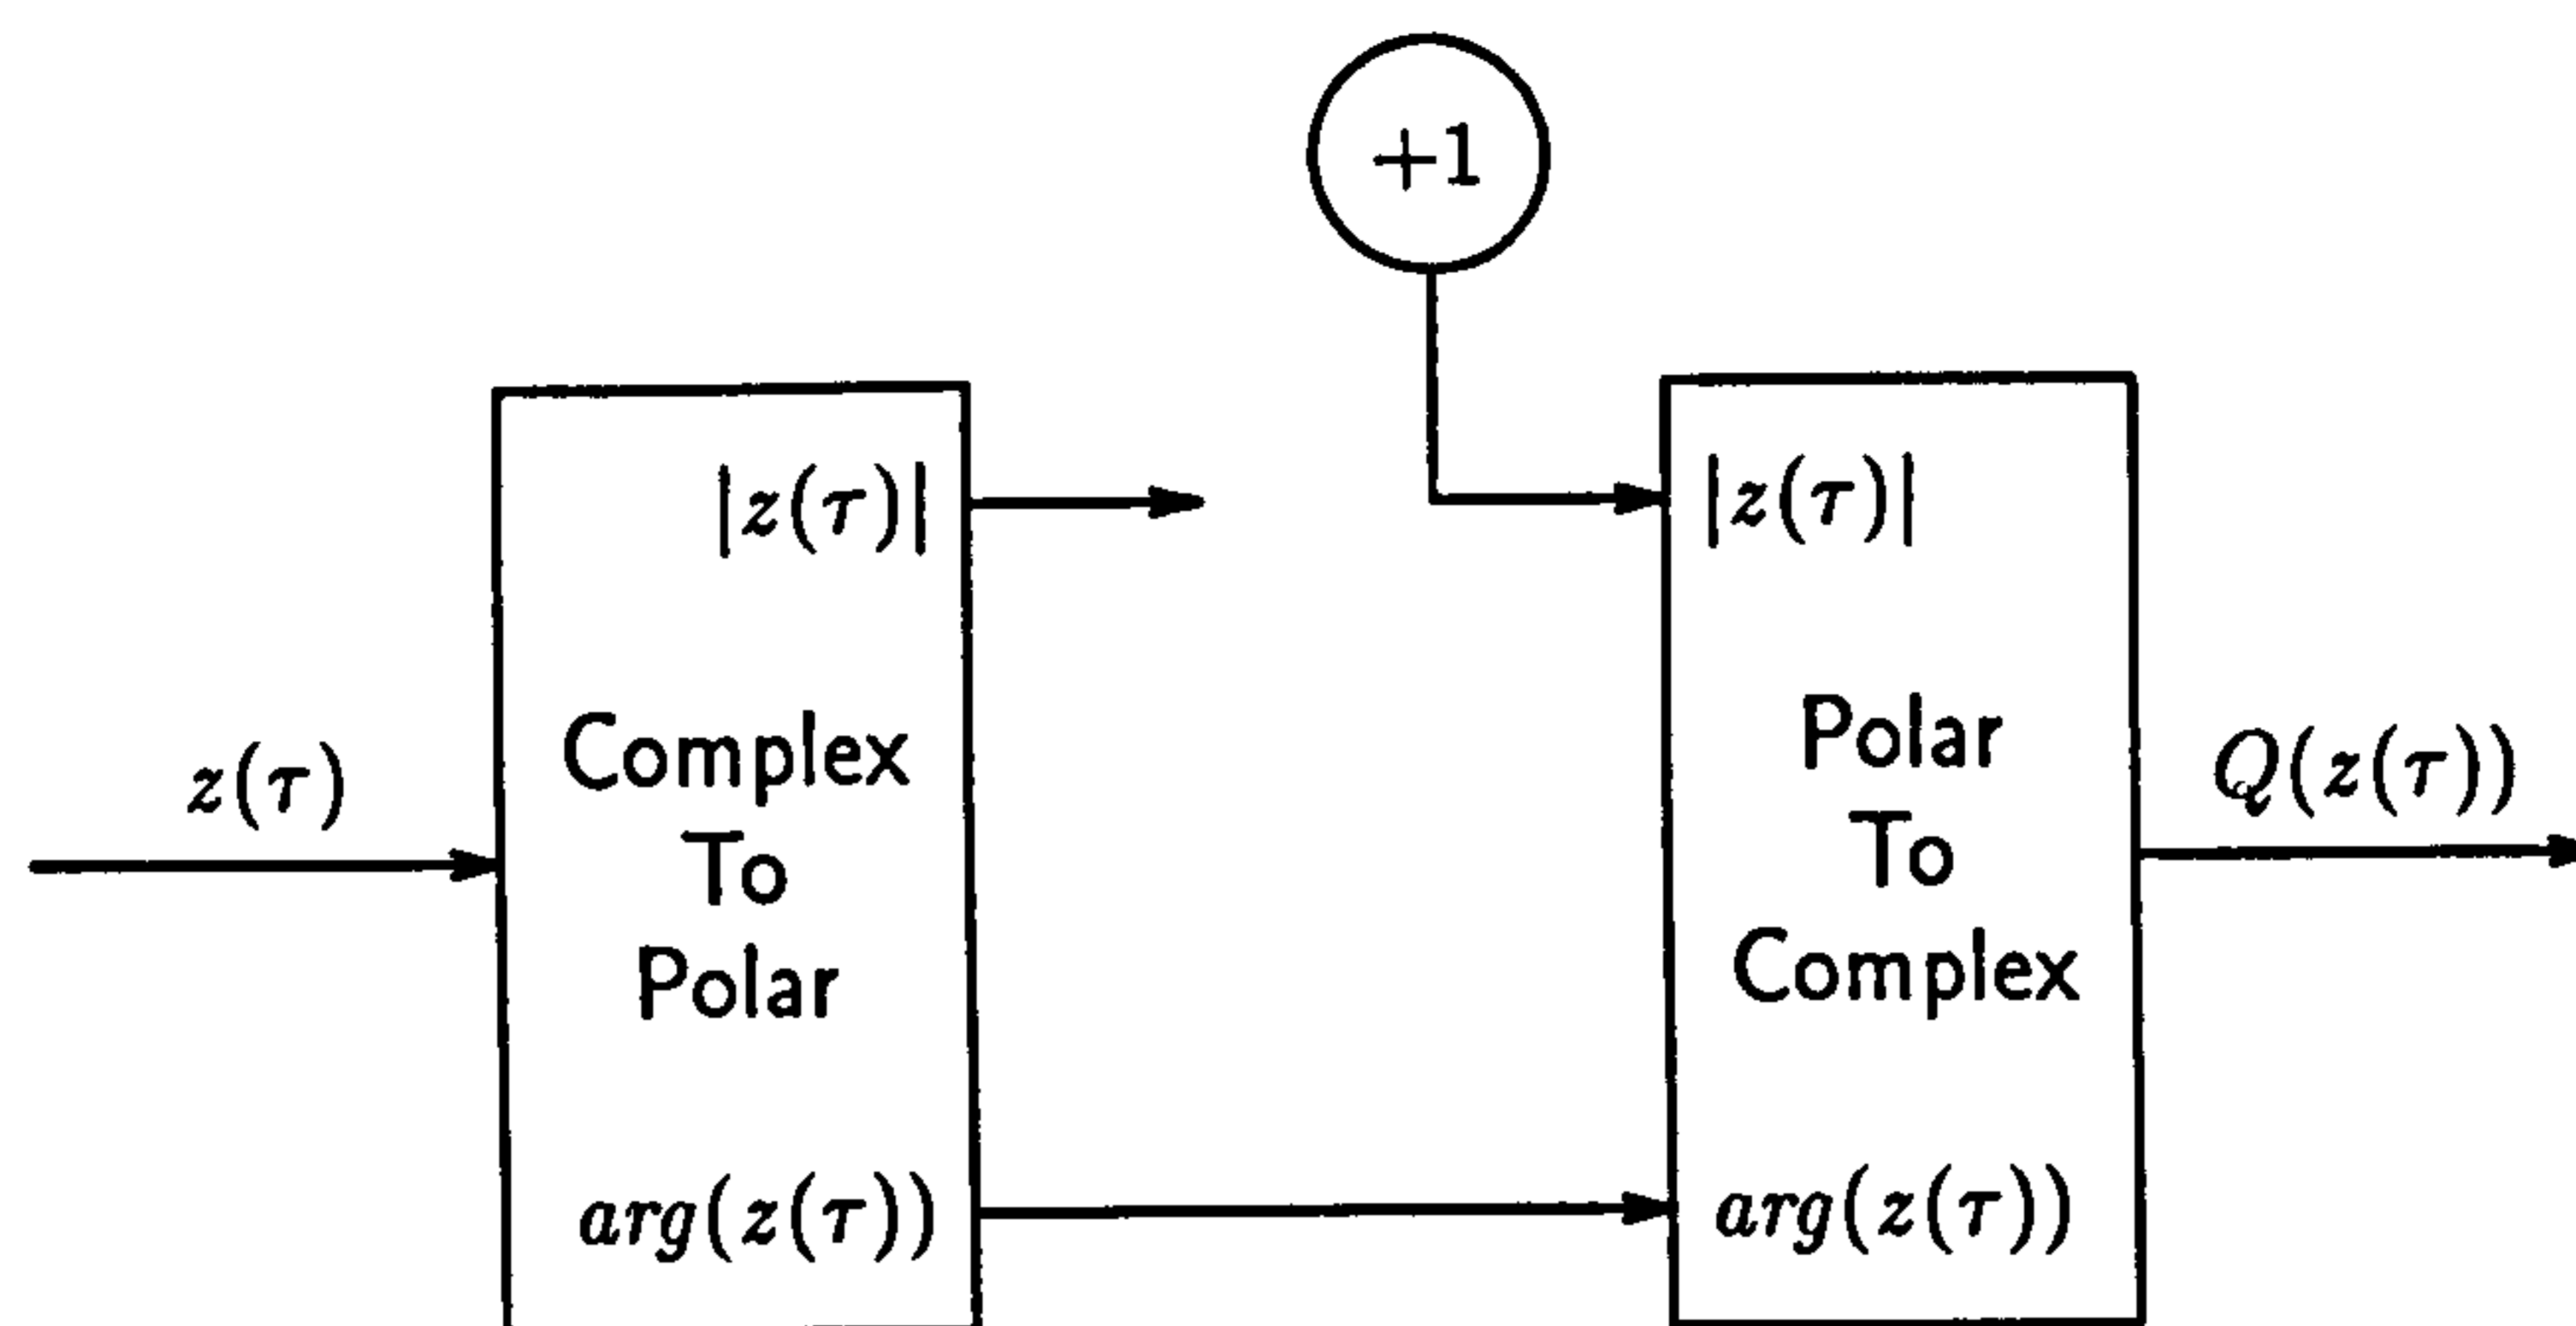 +1
|z(τ)|
|z(τ)|
z(τ)
Complex
To
Polar
Polar
To
Complex
Q(z(τ))
arg(z(τ))
arg(z(τ))